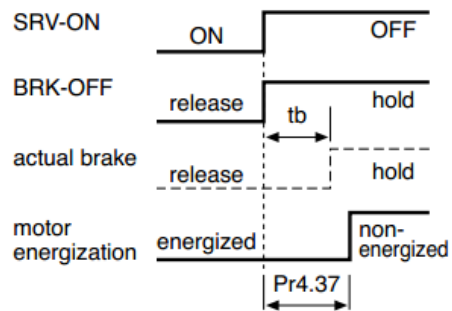 SRV-ON
ON
OFF
BRK-OFF
release
tb
hold
actual brake
release
hold
motor
energization
energized
non-
energized
Pr4.37